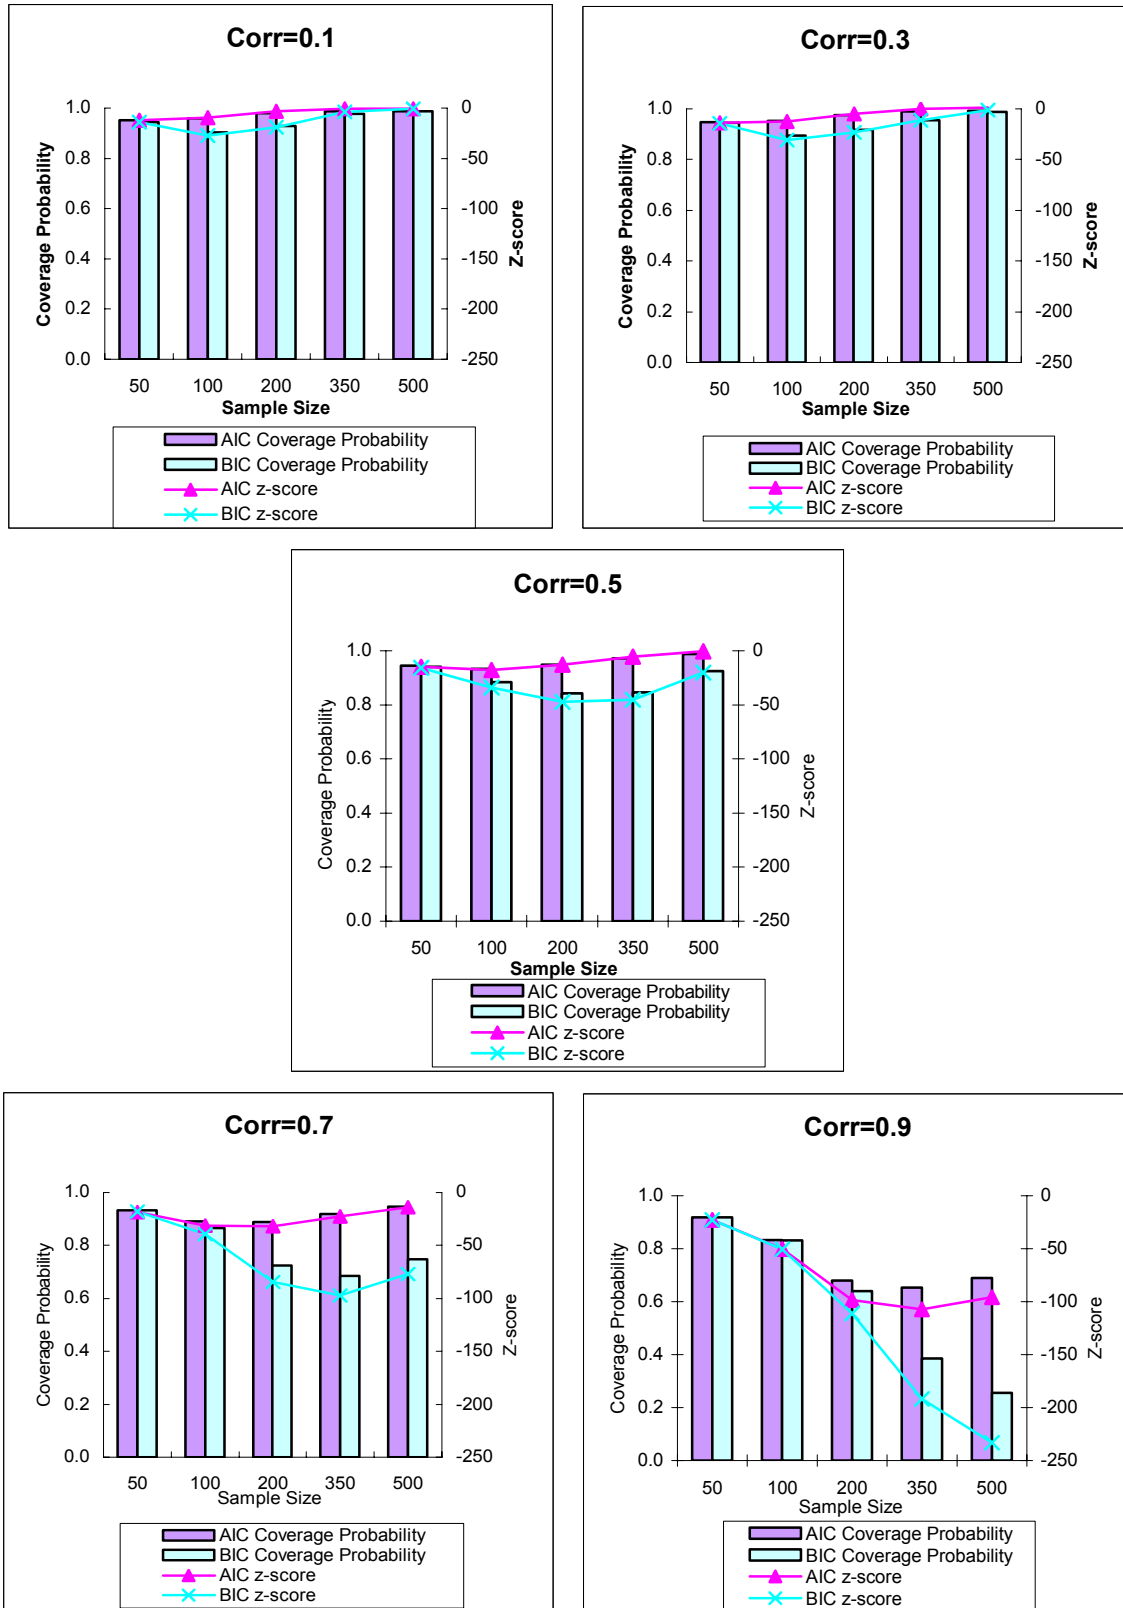 Corr=0.1
1.0
0.8
0.6
0.4
0.2
0.0
Coverage Probability
0
-50
-100
-150
-200
-250
Z-score
50 100 200 350 500
Sample Size
AIC Coverage Probability
BIC Coverage Probability
AIC z-score
BIC z-score
Corr=0.3
1.0
0.8
0.6
0.4
0.2
0.0
Coverage Probability
0
-50
-100
-150
-200
-250
Z-score
50 100 200 350 500
Sample Size
AIC Coverage Probability
BIC Coverage Probability
AIC z-score
BIC z-score
Corr=0.5
1.0
0.8
0.6
0.4
0.2
0.0
Coverage Probability
0
-50
-100
-150
-200
-250
Z-score
50 100 200 350 500
Sample Size
AIC Coverage Probability
BIC Coverage Probability
AIC z-score
BIC z-score
Corr=0.7
1.0
0.8
0.6
0.4
0.2
0.0
Coverage Probability
0
-50
-100
-150
-200
-250
Z-score
50 100 200 350 500
Sample Size
AIC Coverage Probability
BIC Coverage Probability
AIC z-score
BIC z-score
Corr=0.9
1.0
0.8
0.6
0.4
0.2
0.0
Coverage Probability
0
-50
-100
-150
-200
-250
Z-score
50 100 200 350 500
Sample Size
AIC Coverage Probability
BIC Coverage Probability
AIC z-score
BIC z-score